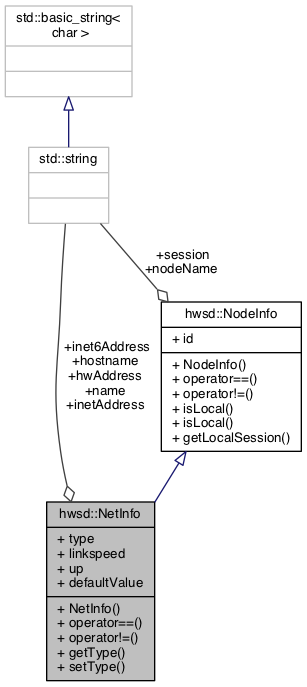 std::basic_string<
char >
std::string
+session
+nodeName
hwsd::NodeInfo
+ id
+ NodeInfo()
+ operator==()
+ operator!=()
+ isLocal()
+ isLocal()
+ getLocalSession()
+inet6Address
+hostname
+hwAddress
+name
+inetAddress
hwsd::NetInfo
+ type
+ linkspeed
+ up
+ defaultValue
+ NetInfo()
+ operator==()
+ operator!=()
+ getType()
+ setType()